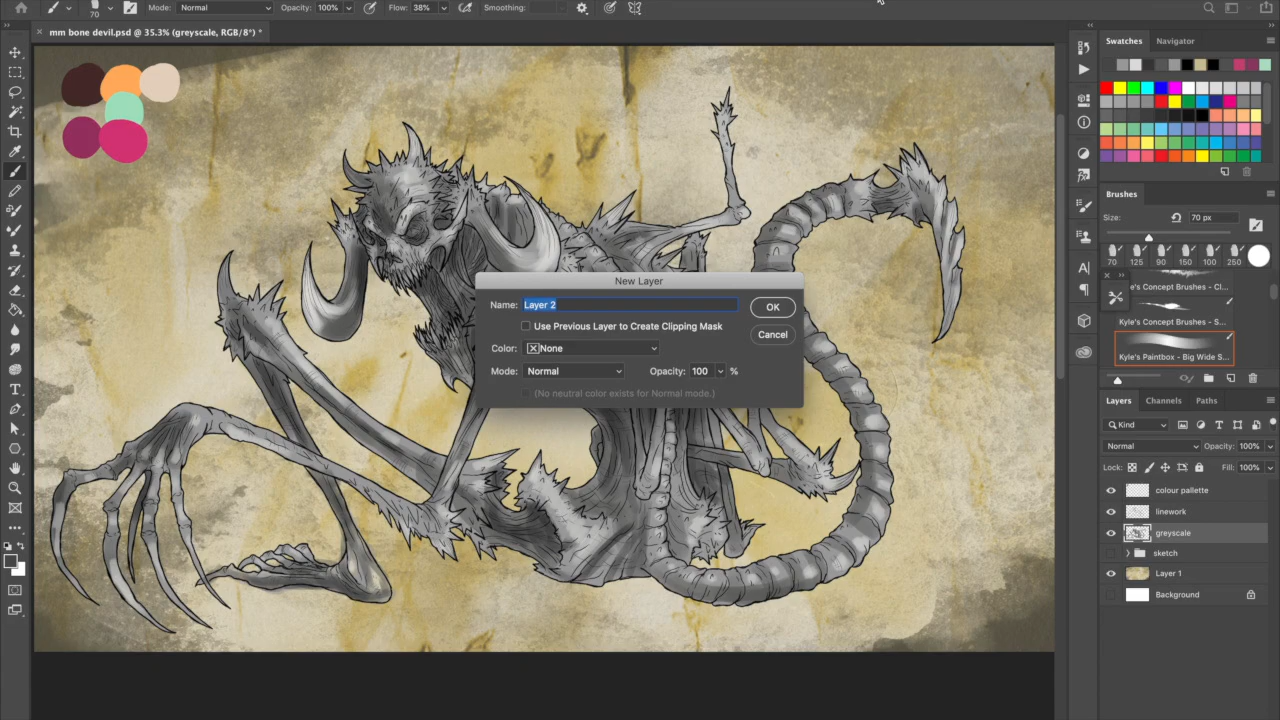 70
Mode: Normal
Opacity: 100%
Flow: 38%
Smoothing:
mm bone devil.psd @ 35.3% (greyscale, RGB/8*) *
Swatches
Navigator
Brushes
Size:
70 px
70 125 90 150 100 250
Kyle's Concept Brushes - Cl...
Kyle's Concept Brushes - S...
Kyle's Paintbox - Big Wide S...
New Layer
Name: Layer 2
OK
Use Previous Layer to Create Clipping Mask
Cancel
Color: None
Mode: Normal
Opacity: 100 %
(No neutral color exists for Normal mode.)
Layers
Channels
Paths
Kind
Normal
Opacity: 100%
Lock:
Fill: 100%
colour pallette
linework
greyscale
sketch
Layer 1
Background